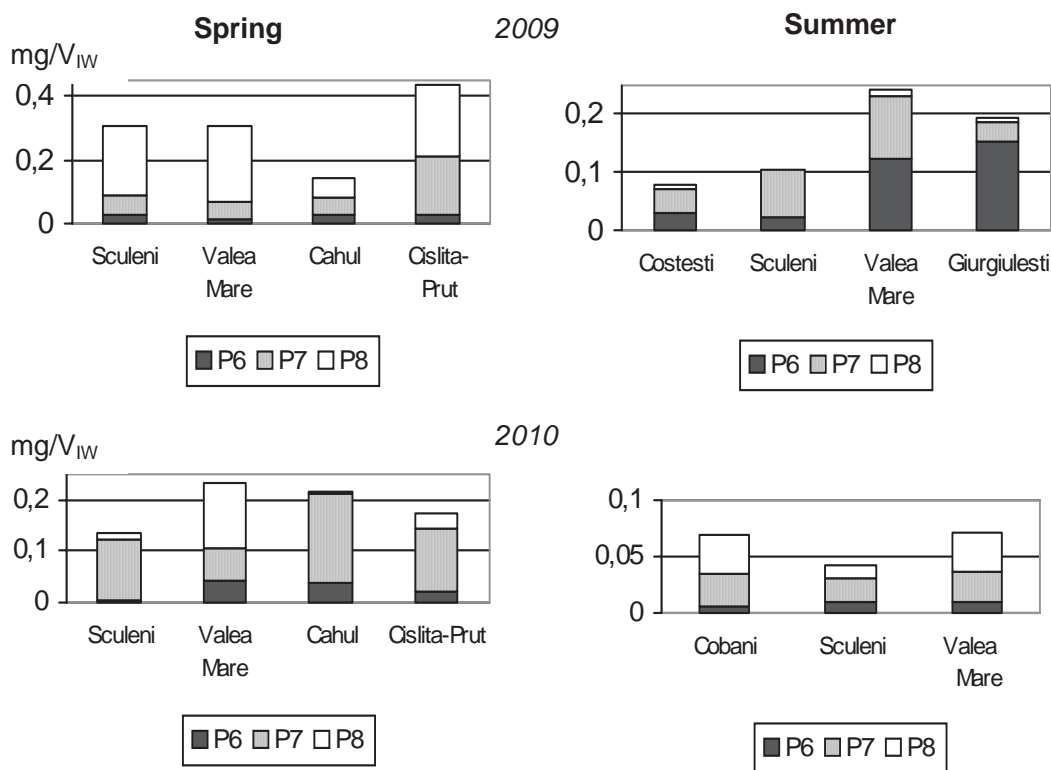 Spring 2009 Summer
mg/VIW
0,4
0,2
0
Sculeni Valea Mare Cahul Cislita-Prut
P6 P7 P8
0,2
0,1
0
Costesti Sculeni Valea Mare Giurgiulesti
P6 P7 P8
2010
mg/VIW
0,2
0,1
0
Sculeni Valea Mare Cahul Cislita-Prut
P6 P7 P8
0,1
0,05
0
Cobani Sculeni Valea Mare
P6 P7 P8